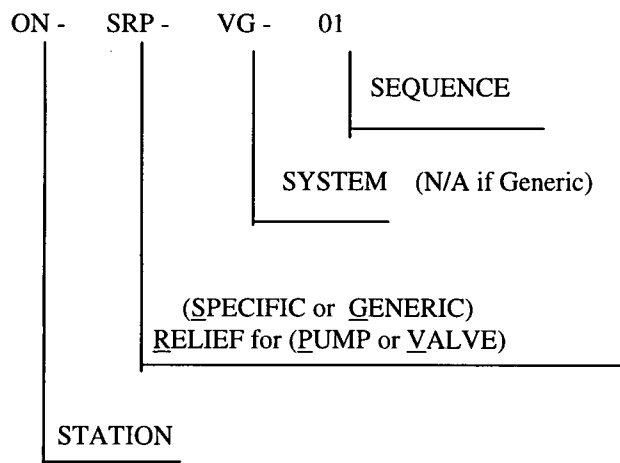 ON - SRP - VG - 01
SEQUENCE
SYSTEM (N/A if Generic)
(SPECIFIC or GENERIC)
RELIEF for (PUMP or VALVE)
STATION